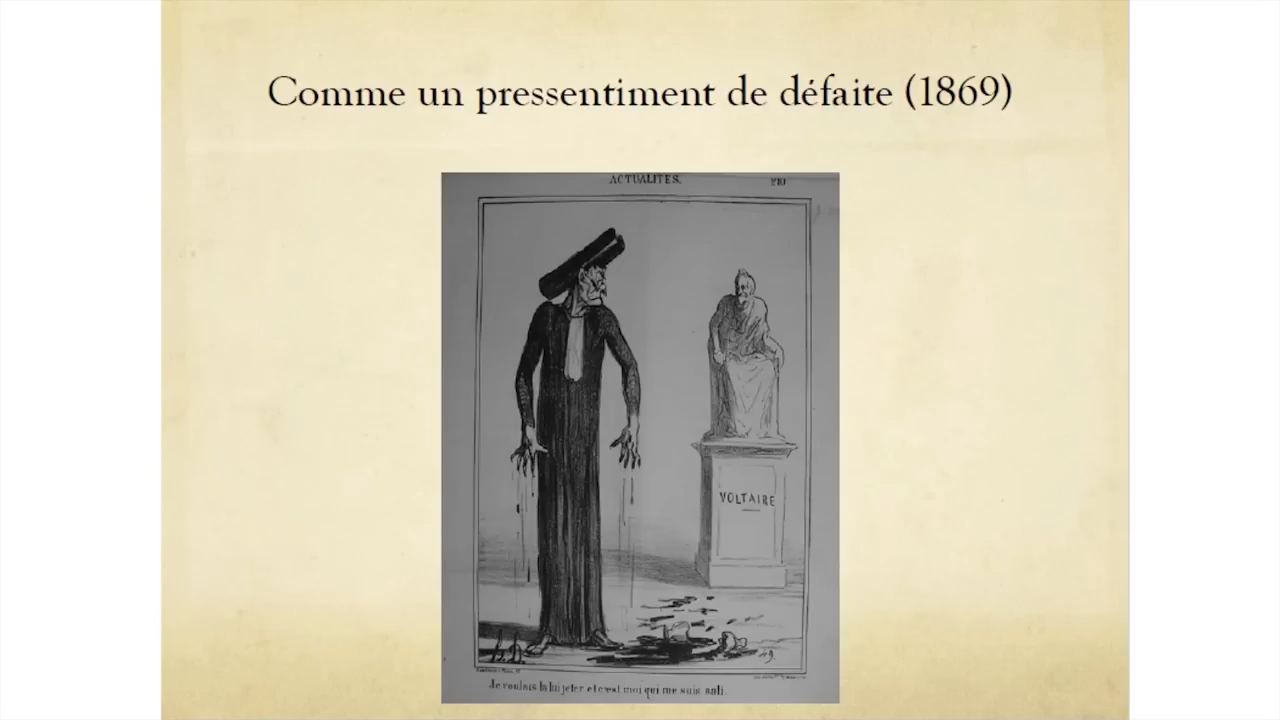 Comme un pressentiment de défaite (1869)
ACTUALITÉS.
VOLTAIRE
h.D.
Je voulais la lui jeter et c'est moi qui me suis sali.